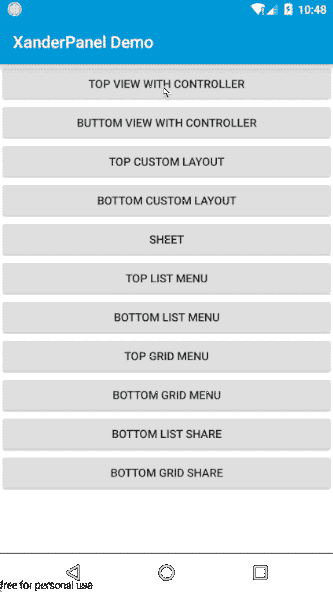 10:48
XanderPanel Demo
TOP VIEW WITH CONTROLLER
BUTTOM VIEW WITH CONTROLLER
TOP CUSTOM LAYOUT
BOTTOM CUSTOM LAYOUT
SHEET
TOP LIST MENU
BOTTOM LIST MENU
TOP GRID MENU
BOTTOM GRID MENU
BOTTOM LIST SHARE
BOTTOM GRID SHARE
free for personal use